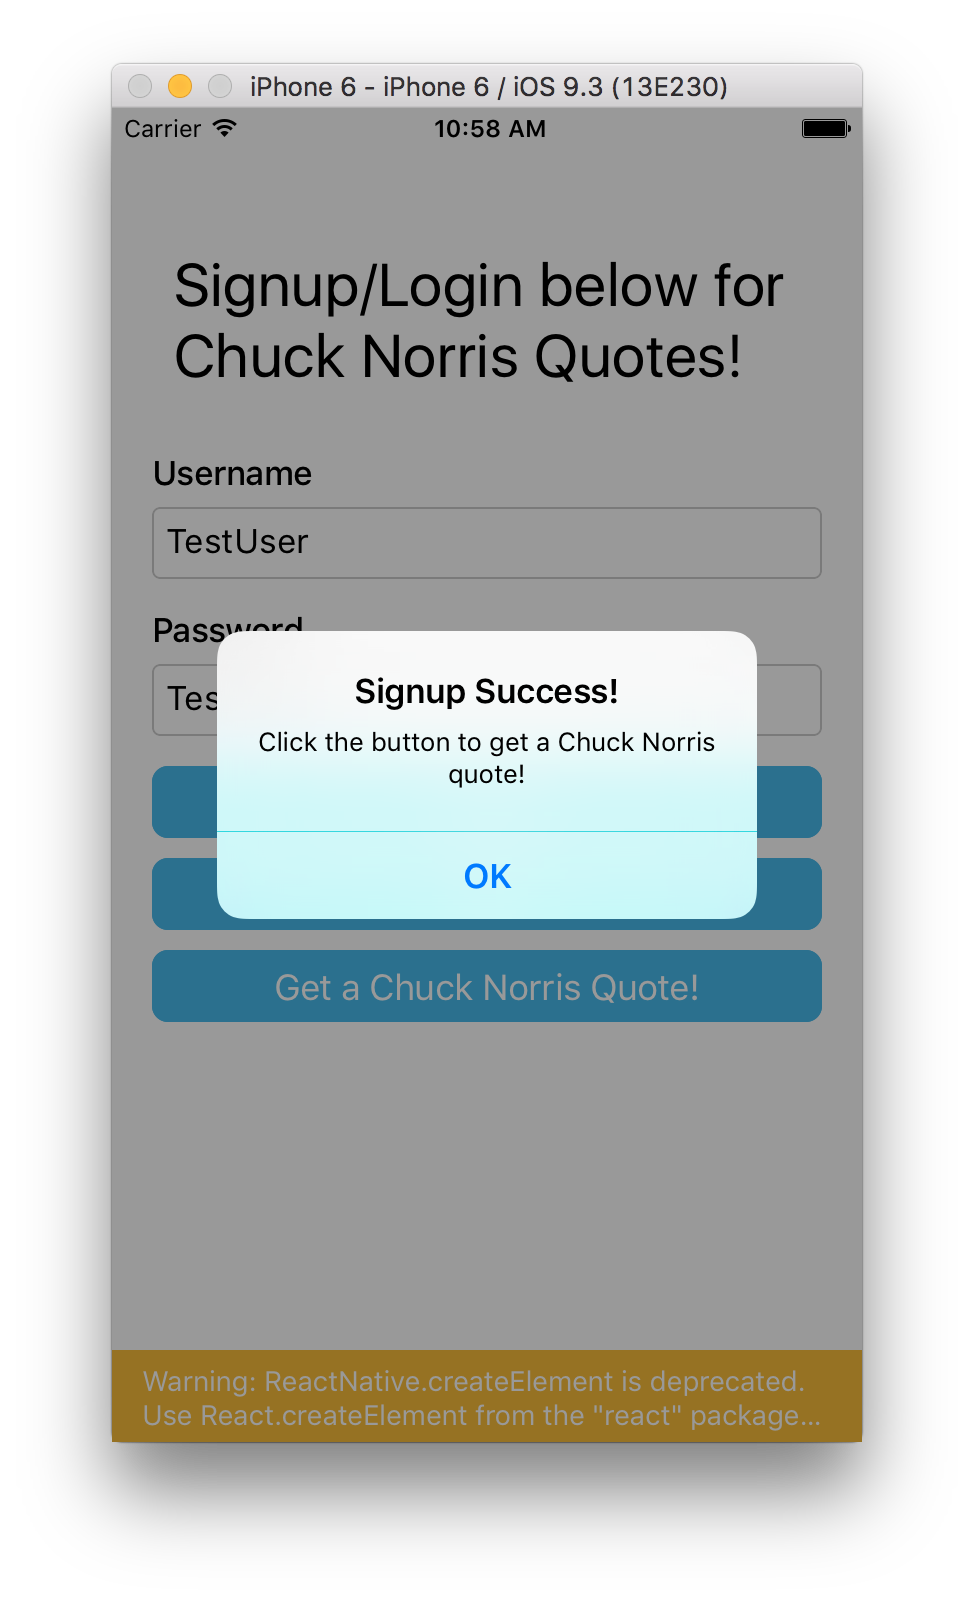 iPhone 6 - iPhone 6 / iOS 9.3 (13E230)
Carrier 10:58 AM
Signup/Login below for
Chuck Norris Quotes!
Username
TestUser
Password
Tes
Signup Success!
Click the button to get a Chuck Norris
quote!
OK
Get a Chuck Norris Quote!
Warning: ReactNative.createElement is deprecated.
Use React.createElement from the "react" package...